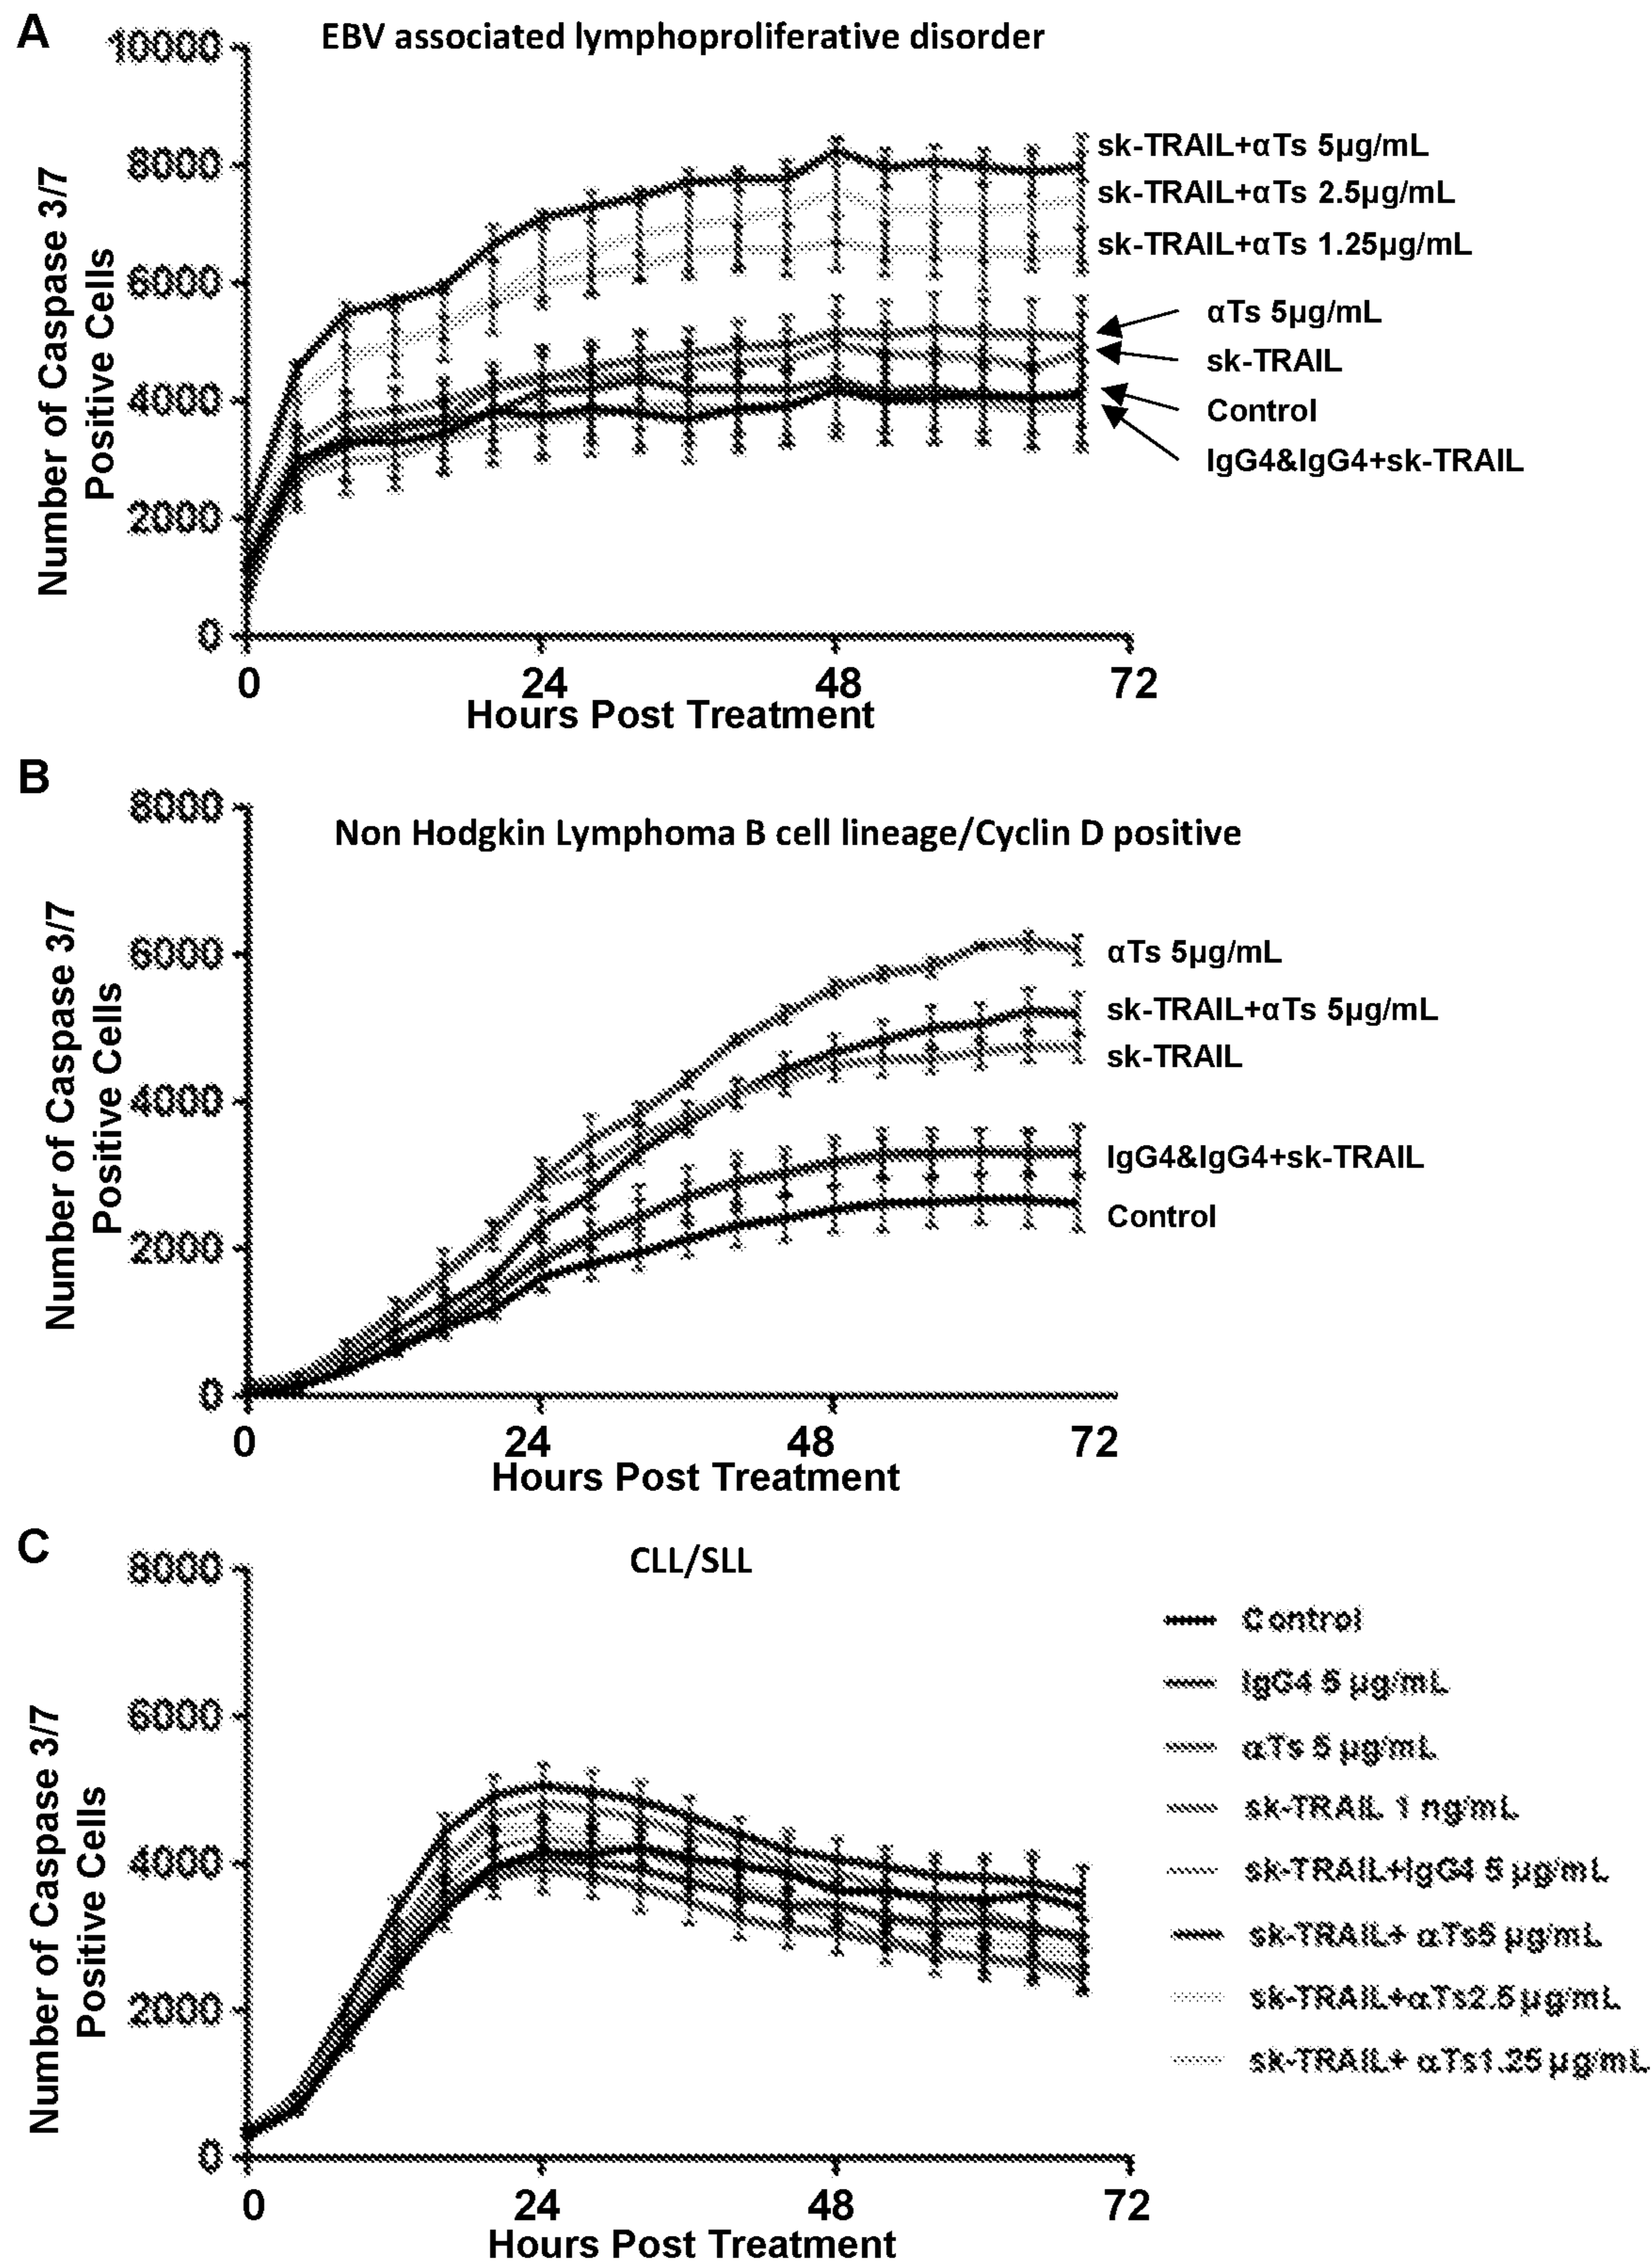 A
EBV associated lymphoproliferative disorder
Number of Caspase 3/7
Positive Cells
10000
8000
6000
4000
2000
0
sk-TRAIL+αTs 5µg/mL
sk-TRAIL+αTs 2.5µg/mL
sk-TRAIL+αTs 1.25µg/mL
αTs 5µg/mL
sk-TRAIL
Control
IgG4&IgG4+sk-TRAIL
0 24 48 72
Hours Post Treatment
B
Non Hodgkin Lymphoma B cell lineage/Cyclin D positive
Number of Caspase 3/7
Positive Cells
8000
6000
4000
2000
0
αTs 5µg/mL
sk-TRAIL+αTs 5µg/mL
sk-TRAIL
IgG4&IgG4+sk-TRAIL
Control
0 24 48 72
Hours Post Treatment
C
CLL/SLL
Number of Caspase 3/7
Positive Cells
8000
6000
4000
2000
0
Control
IgG4 5 µg/mL
αTs 5 µg/mL
sk-TRAIL 1 ng/mL
sk-TRAIL+IgG4 5 µg/mL
sk-TRAIL+ αTs5 µg/mL
sk-TRAIL+αTs2.5µg/mL
sk-TRAIL+ αTs1.25µg/mL
0 24 48 72
Hours Post Treatment